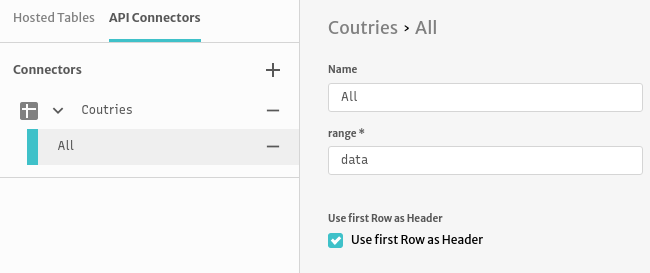 Hosted Tables API Connectors
Connectors
Coutries
All
Coutries › All
Name
All
range *
data
Use first Row as Header
Use first Row as Header